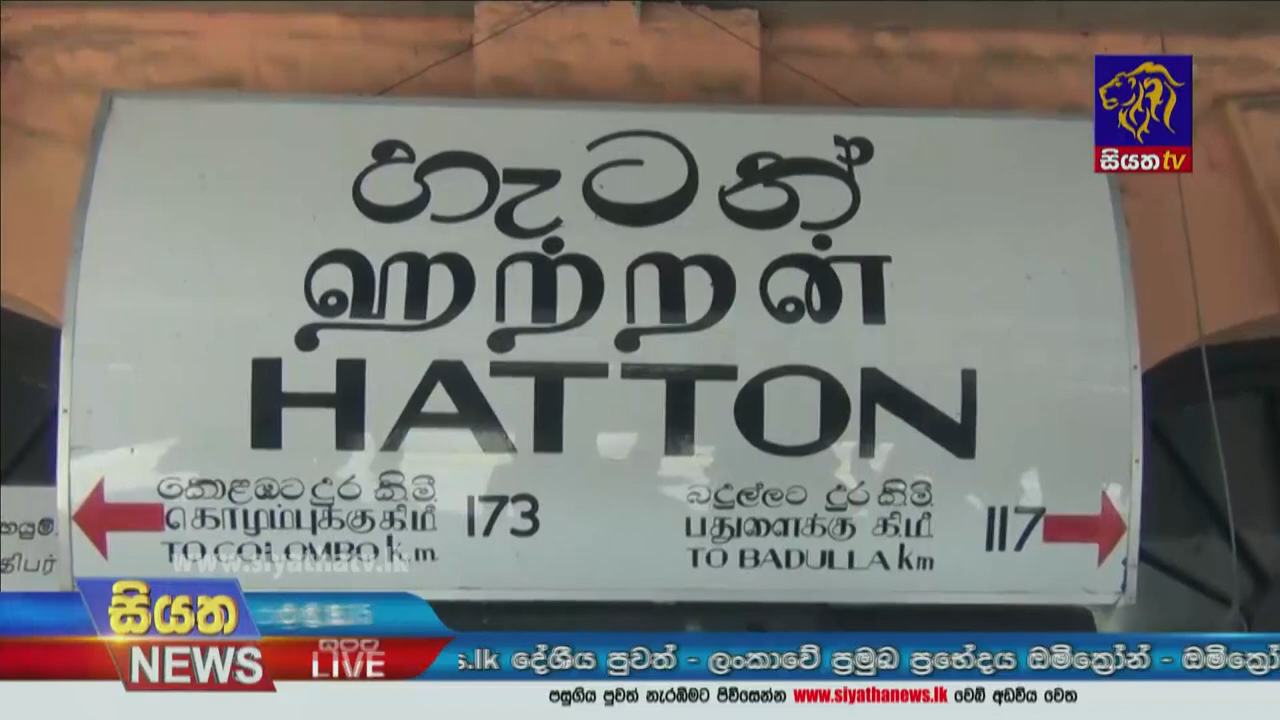 සියත tv
හැටන්
ஹற்றன்
HATTON
කොළඹට දුර කි.මී.
கொழும்புக்கு கி.மீ
TO COLOMBO k.m
173
බදුල්ලට දුර කි.මී.
பதுளைக்கு கி.மீ
TO BADULLA km
117
www.siyathatv.lk
සියත
NEWS
LIVE
s.lk දේශීය පුවත් - ලංකාවේ ප්‍රමුඛ ප්‍රභේදය ඔමික්‍රෝන් - ඔමික්‍රෝ
පසුගිය පුවත් නැරඹීමට පිවිසෙන්න www.siyathanews.lk වෙබ් අඩවිය වෙත